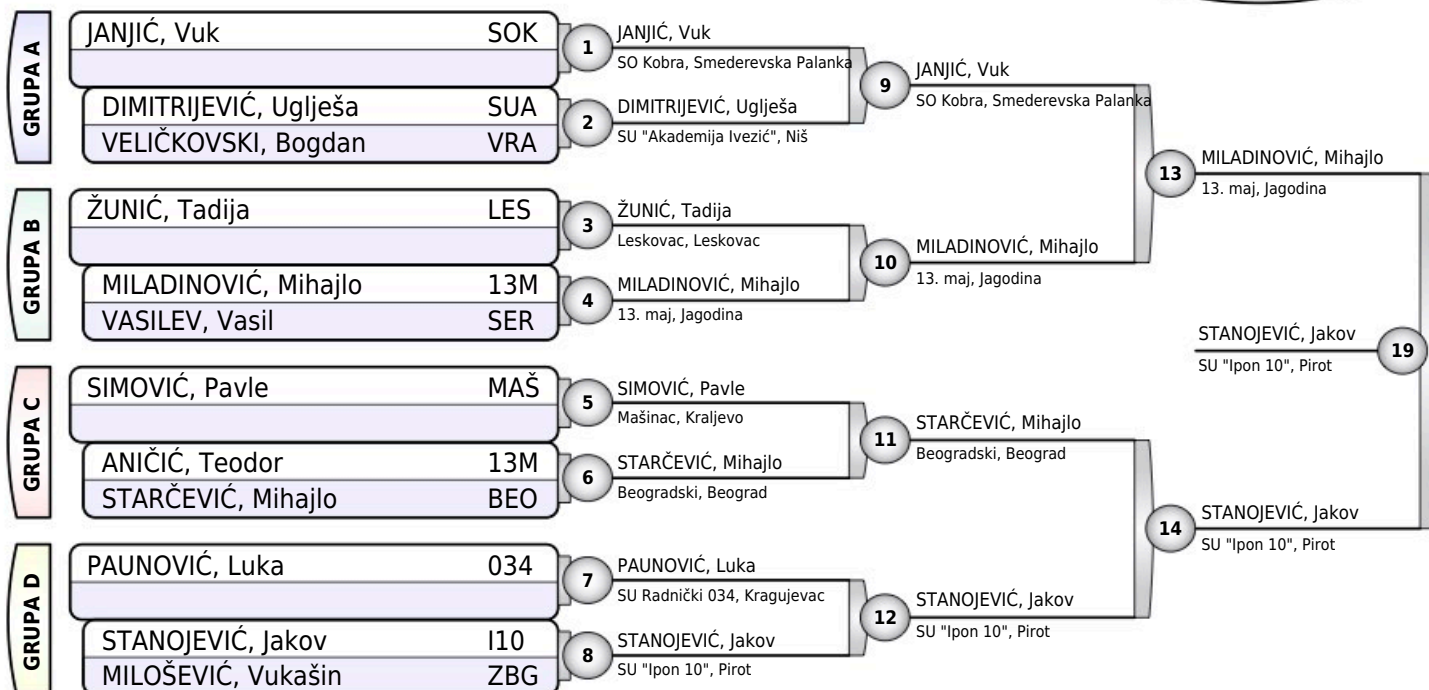 GRUPA A
JANJIĆ, Vuk SOK
DIMITRIJEVIĆ, Uglješa SUA
VELIČKOVSKI, Bogdan VRA
GRUPA B
ŽUNIĆ, Tadija LES
MILADINOVIĆ, Mihajlo 13M
VASILEV, Vasil SER
GRUPA C
SIMOVIĆ, Pavle MAŠ
ANIČIĆ, Teodor 13M
STARČEVIĆ, Mihajlo BEO
GRUPA D
PAUNOVIĆ, Luka 034
STANOJEVIĆ, Jakov I10
MILOŠEVIĆ, Vukašin ZBG
1
JANJIĆ, Vuk
SO Kobra, Smederevska Palanka
2
DIMITRIJEVIĆ, Uglješa
SU "Akademija Ivezić", Niš
3
ŽUNIĆ, Tadija
Leskovac, Leskovac
4
MILADINOVIĆ, Mihajlo
13. maj, Jagodina
5
SIMOVIĆ, Pavle
Mašinac, Kraljevo
6
STARČEVIĆ, Mihajlo
Beogradski, Beograd
7
PAUNOVIĆ, Luka
SU Radnički 034, Kragujevac
8
STANOJEVIĆ, Jakov
SU "Ipon 10", Pirot
9
JANJIĆ, Vuk
SO Kobra, Smederevska Palanka
10
MILADINOVIĆ, Mihajlo
13. maj, Jagodina
11
STARČEVIĆ, Mihajlo
Beogradski, Beograd
12
STANOJEVIĆ, Jakov
SU "Ipon 10", Pirot
13
MILADINOVIĆ, Mihajlo
13. maj, Jagodina
14
STANOJEVIĆ, Jakov
SU "Ipon 10", Pirot
STANOJEVIĆ, Jakov
SU "Ipon 10", Pirot
19